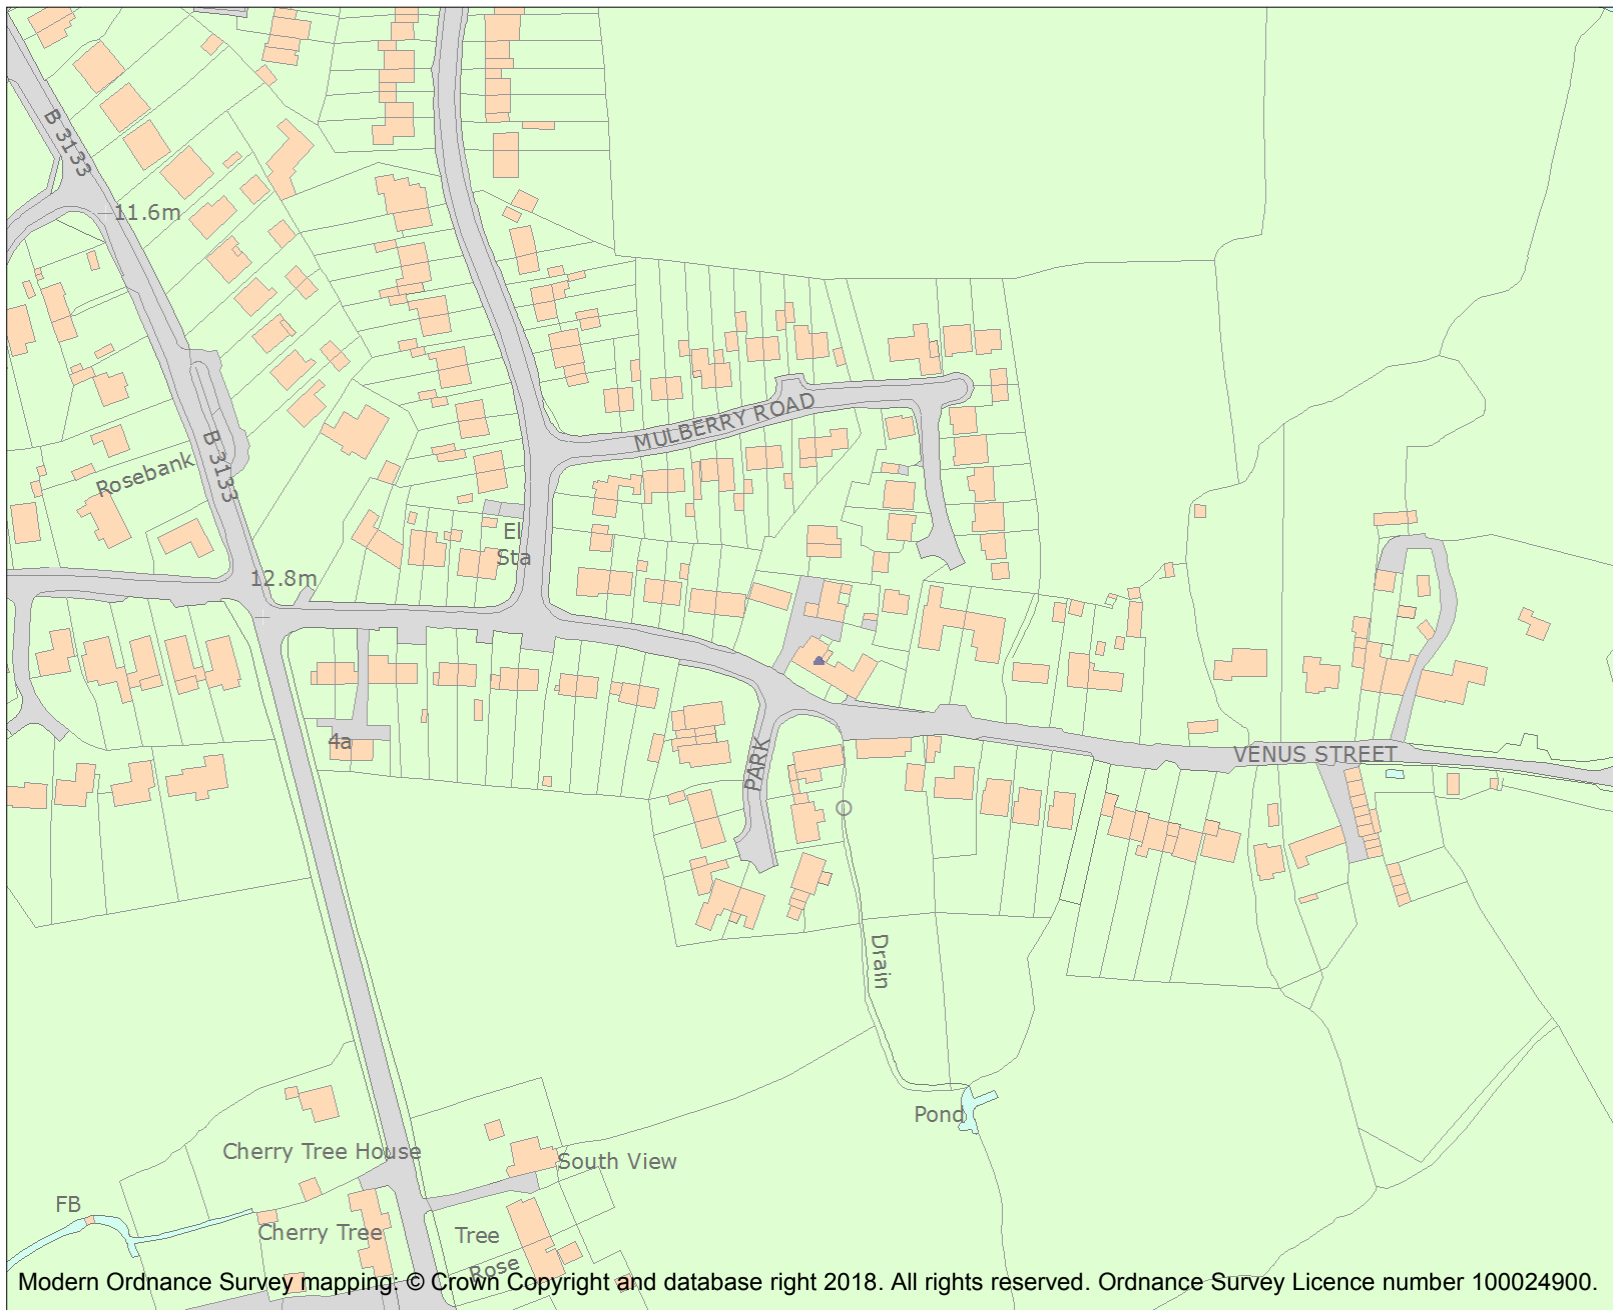 B 3133
11.6m
MULBERRY ROAD
B 3133
Rosebank
El
Sta
12.8m
4a
PARK
VENUS STREET
Drain
Pond
Cherry Tree House
South View
FB
Cherry Tree
Tree
Rose
Modern Ordnance Survey mapping: © Crown Copyright and database right 2018. All rights reserved. Ordnance Survey Licence number 100024900.